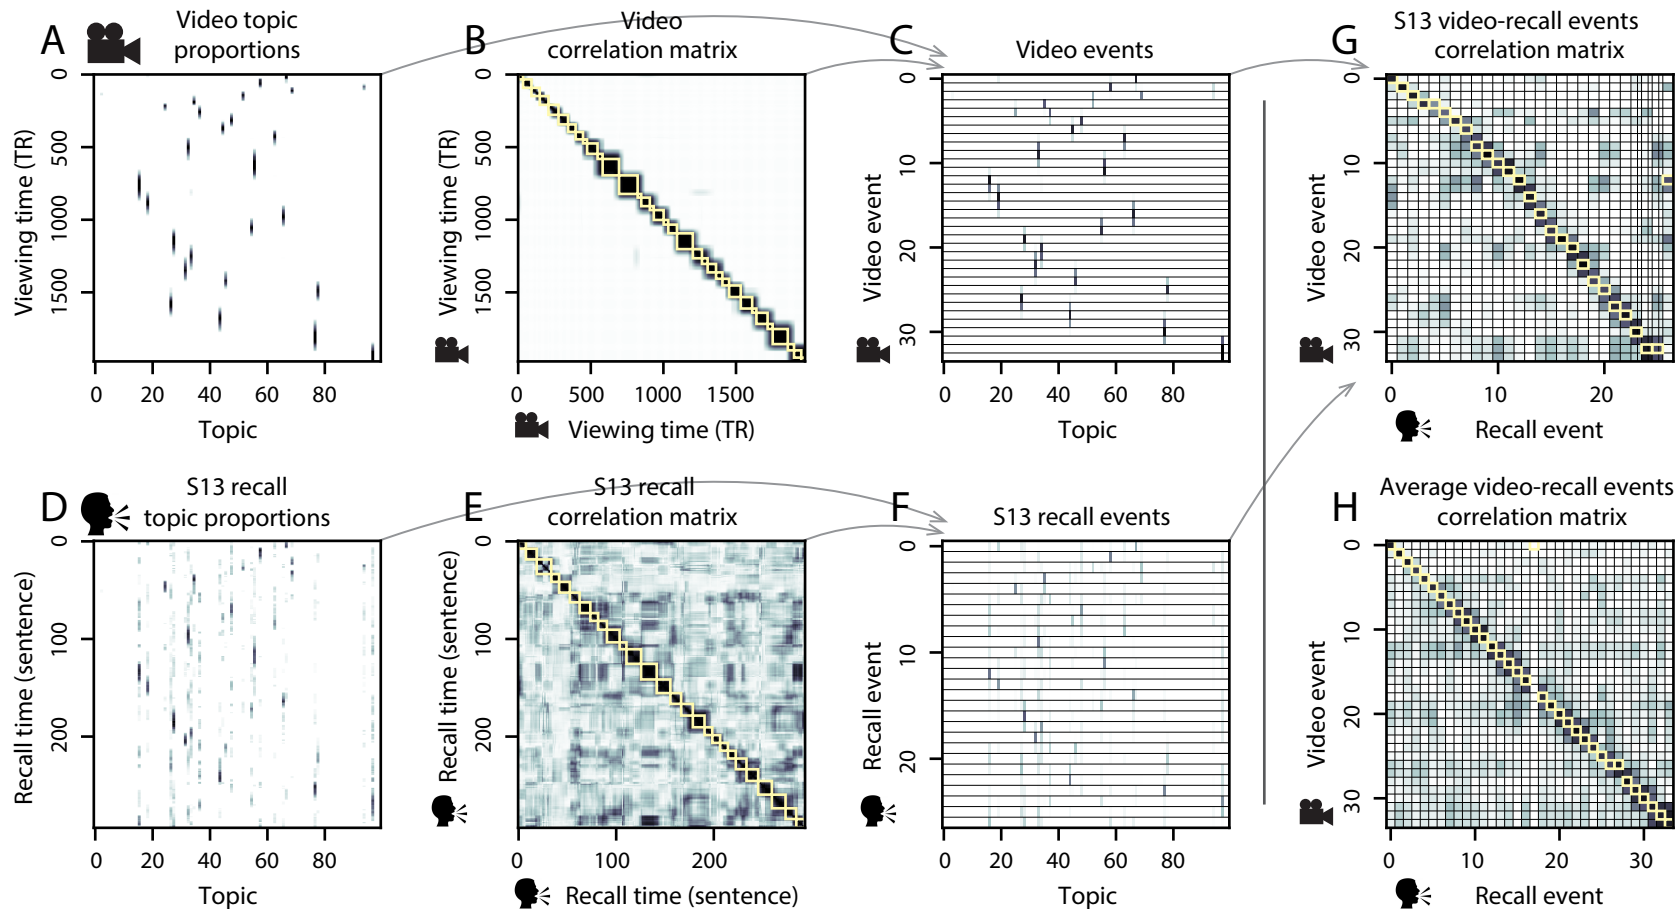 A
Video topic
proportions
0
500
1000
1500
Viewing time (TR)
0 20 40 60 80
Topic
B
Video
correlation matrix
0
500
1000
1500
Viewing time (TR)
0 500 1000 1500
Viewing time (TR)
C
Video events
0
10
20
30
Video event
0 20 40 60 80
Topic
G
S13 video-recall events
correlation matrix
0
10
20
30
Video event
0 10 20
Recall event
D
S13 recall
topic proportions
0
100
200
Recall time (sentence)
0 20 40 60 80
Topic
E
S13 recall
correlation matrix
0
100
200
Recall time (sentence)
0 100 200
Recall time (sentence)
F
S13 recall events
0
10
20
Recall event
0 20 40 60 80
Topic
H
Average video-recall events
correlation matrix
0
10
20
30
Video event
0 10 20 30
Recall event